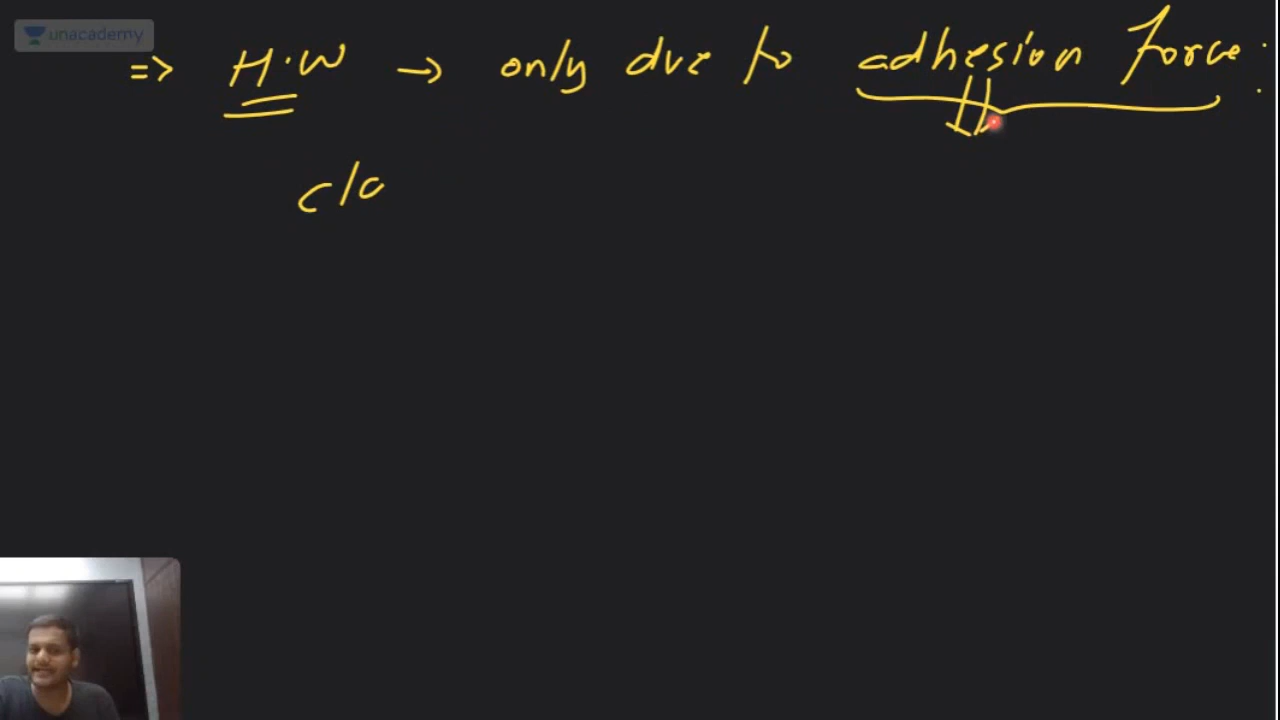 unacademy
=> H.W → only due to adhesion force :
c/a